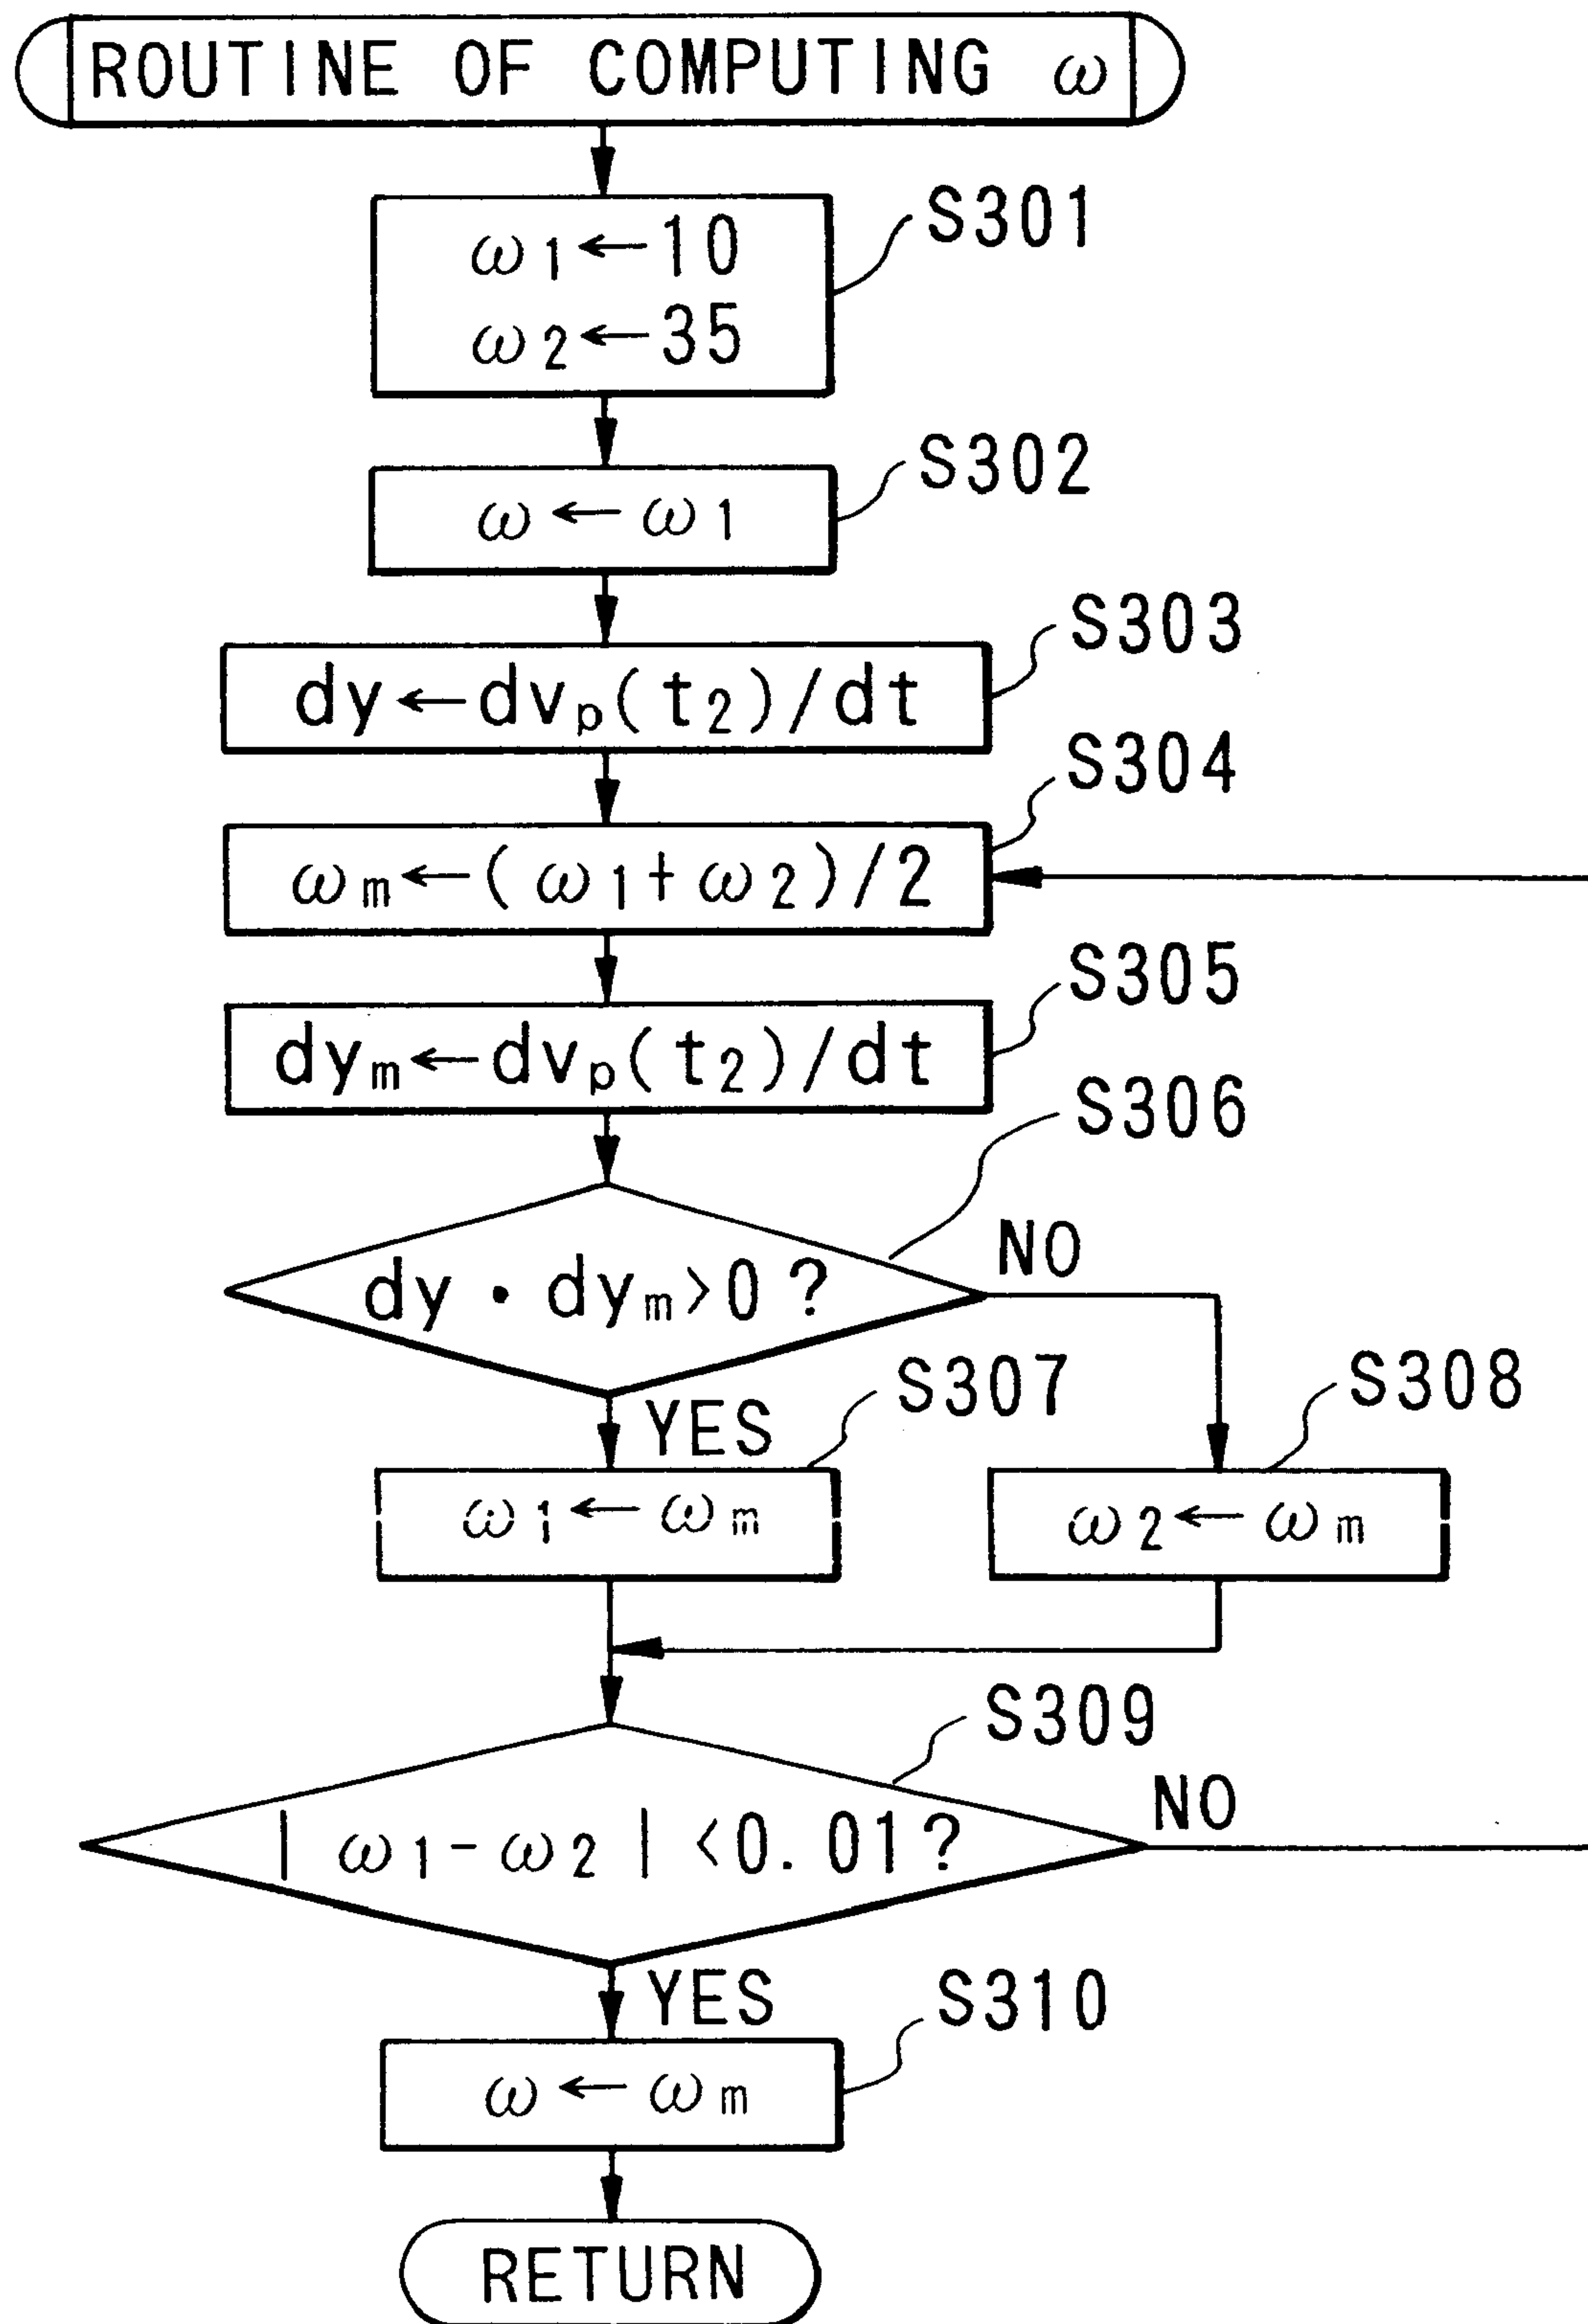 ROUTINE OF COMPUTING ω
S301
ω1←10
ω2←35
S302
ω←ω1
S303
dy←dvp(t2)/dt
S304
ωm←(ω1+ω2)/2
S305
dym←dvp(t2)/dt
S306
dy・dym>0?
NO
S307
S308
YES
ω1←ωm
ω2←ωm
S309
|ω1-ω2|<0.01?
NO
YES
S310
ω←ωm
RETURN